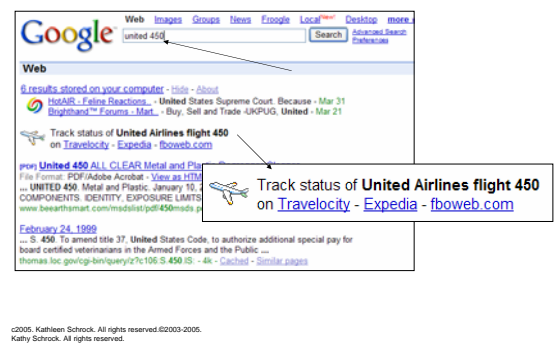 Google
Web Images Groups News Froogle Local New! Desktop more
united 450
Search
Advanced Search
Preferences
Web
6 results stored on your computer - Hide - About
HotAIR - Feline Reactions.. - United States Supreme Court. Because - Mar 31
Brighthand™ Forums - Mart.. - Buy, Sell and Trade -UKPUG, United - Mar 21
Track status of United Airlines flight 450
on Travelocity - Expedia - fboweb.com
[PDF] United 450 ALL CLEAR Metal and
File Format: PDF/Adobe Acrobat - View as HTM
... UNITED 450. Metal and Plastic. January 10, 2
COMPONENTS. IDENTITY, EXPOSURE LIMITS
www.beearthsmart.com/msdslist/pdf/450msds.p
Track status of United Airlines flight 450
on Travelocity - Expedia - fboweb.com
February 24, 1999
... S. 450. To amend title 37, United States Code, to authorize additional special pay for
board certified veterinarians in the Armed Forces and the Public ...
thomas.loc.gov/cgi-bin/query/z?c106:S.450.IS: - 4k - Cached - Similar pages
c2005. Kathleen Schrock. All rights reserved.©2003-2005.
Kathy Schrock. All rights reserved.